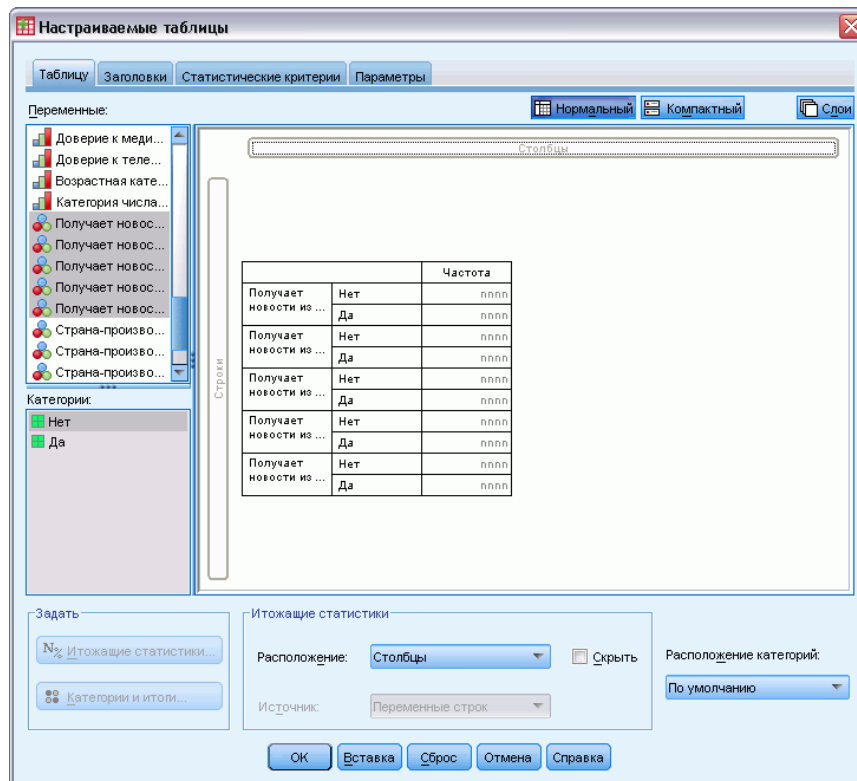 Настраиваемые таблицы
Таблицу Заголовки Статистические критерии Параметры
Переменные:
Нормальный Компактный Слои
Доверие к меди...
Доверие к теле...
Возрастная кате...
Категория числа...
Получает новос...
Получает новос...
Получает новос...
Получает новос...
Получает новос...
Страна-произво...
Страна-произво...
Страна-произво...
Категории:
Нет
Да
Столбцы
Строки
Частота
Получает новости из ... Нет nnnn
Да nnnn
Получает новости из ... Нет nnnn
Да nnnn
Получает новости из ... Нет nnnn
Да nnnn
Получает новости из ... Нет nnnn
Да nnnn
Получает новости из ... Нет nnnn
Да nnnn
Задать
N% Итожащие статистики...
Категории и итоги...
Итожащие статистики
Расположение: Столбцы Скрыть
Источник: Переменные строк
Расположение категорий:
По умолчанию
OK Вставка Сброс Отмена Справка